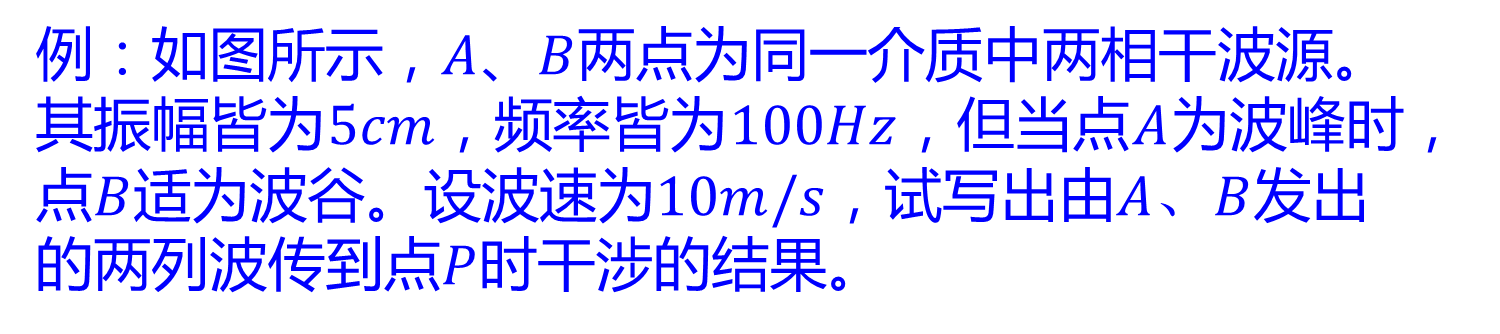 例：如图所示，A、B两点为同一介质中两相干波源。
其振幅皆为5cm，频率皆为100Hz，但当点A为波峰时，
点B适为波谷。设波速为10m/s，试写出由A、B发出
的两列波传到点P时干涉的结果。